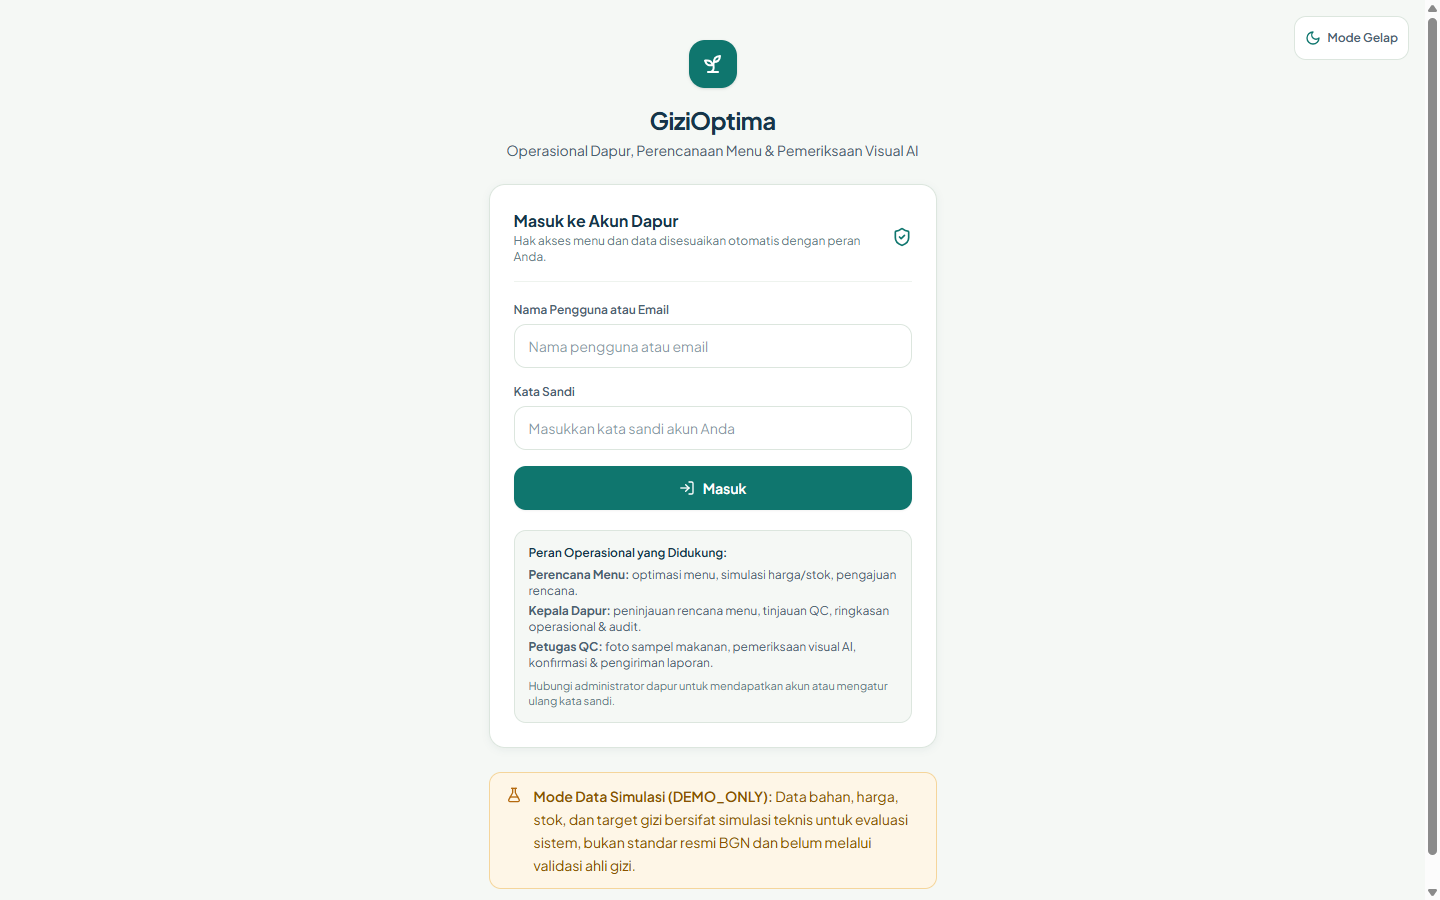 Mode Gelap
GiziOptima
Operasional Dapur, Perencanaan Menu & Pemeriksaan Visual AI
Masuk ke Akun Dapur
Hak akses menu dan data disesuaikan otomatis dengan peran
Anda.
Nama Pengguna atau Email
Nama pengguna atau email
Kata Sandi
Masukkan kata sandi akun Anda
Masuk
Peran Operasional yang Didukung:
Perencana Menu: optimasi menu, simulasi harga/stok, pengajuan
rencana.
Kepala Dapur: peninjauan rencana menu, tinjauan QC, ringkasan
operasional & audit.
Petugas QC: foto sampel makanan, pemeriksaan visual AI,
konfirmasi & pengiriman laporan.
Hubungi administrator dapur untuk mendapatkan akun atau mengatur
ulang kata sandi.
Mode Data Simulasi (DEMO_ONLY): Data bahan, harga,
stok, dan target gizi bersifat simulasi teknis untuk evaluasi
sistem, bukan standar resmi BGN dan belum melalui
validasi ahli gizi.